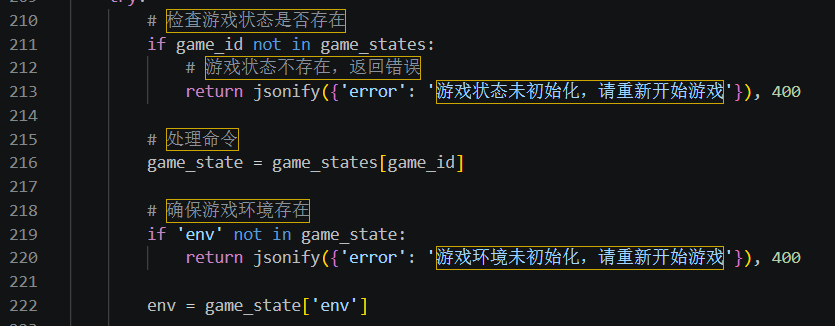 try:
210 # 检查游戏状态是否存在
211 if game_id not in game_states:
212 # 游戏状态不存在，返回错误
213 return jsonify({'error': '游戏状态未初始化，请重新开始游戏'}), 400
214
215 # 处理命令
216 game_state = game_states[game_id]
217
218 # 确保游戏环境存在
219 if 'env' not in game_state:
220 return jsonify({'error': '游戏环境未初始化，请重新开始游戏'}), 400
221
222 env = game_state['env']